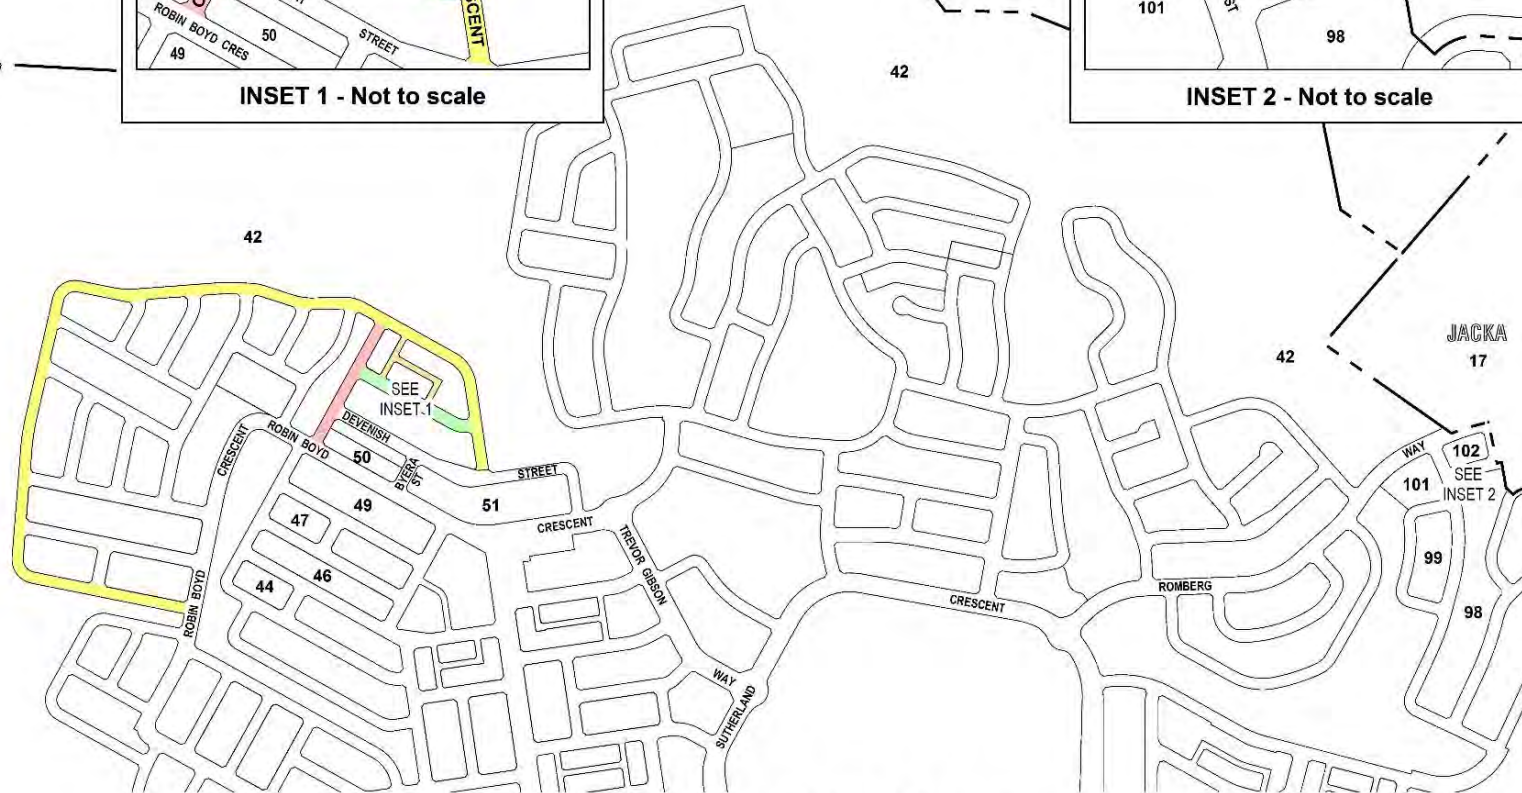 ROBIN BOYD CRES
50
49
STREET
CENT
INSET 1 - Not to scale
42
101
ST
98
INSET 2 - Not to scale
42
42
JACKA
17
SEE
INSET 1
DEVENISH
ROBIN BOYD
CRESCENT
50
BYERA
ST
STREET
51
49
CRESCENT
47
46
44
ROBIN BOYD
TREVOR GIBSON
WAY
SUTHERLAND
CRESCENT
ROMBERG
WAY
102
101
SEE
INSET 2
99
98